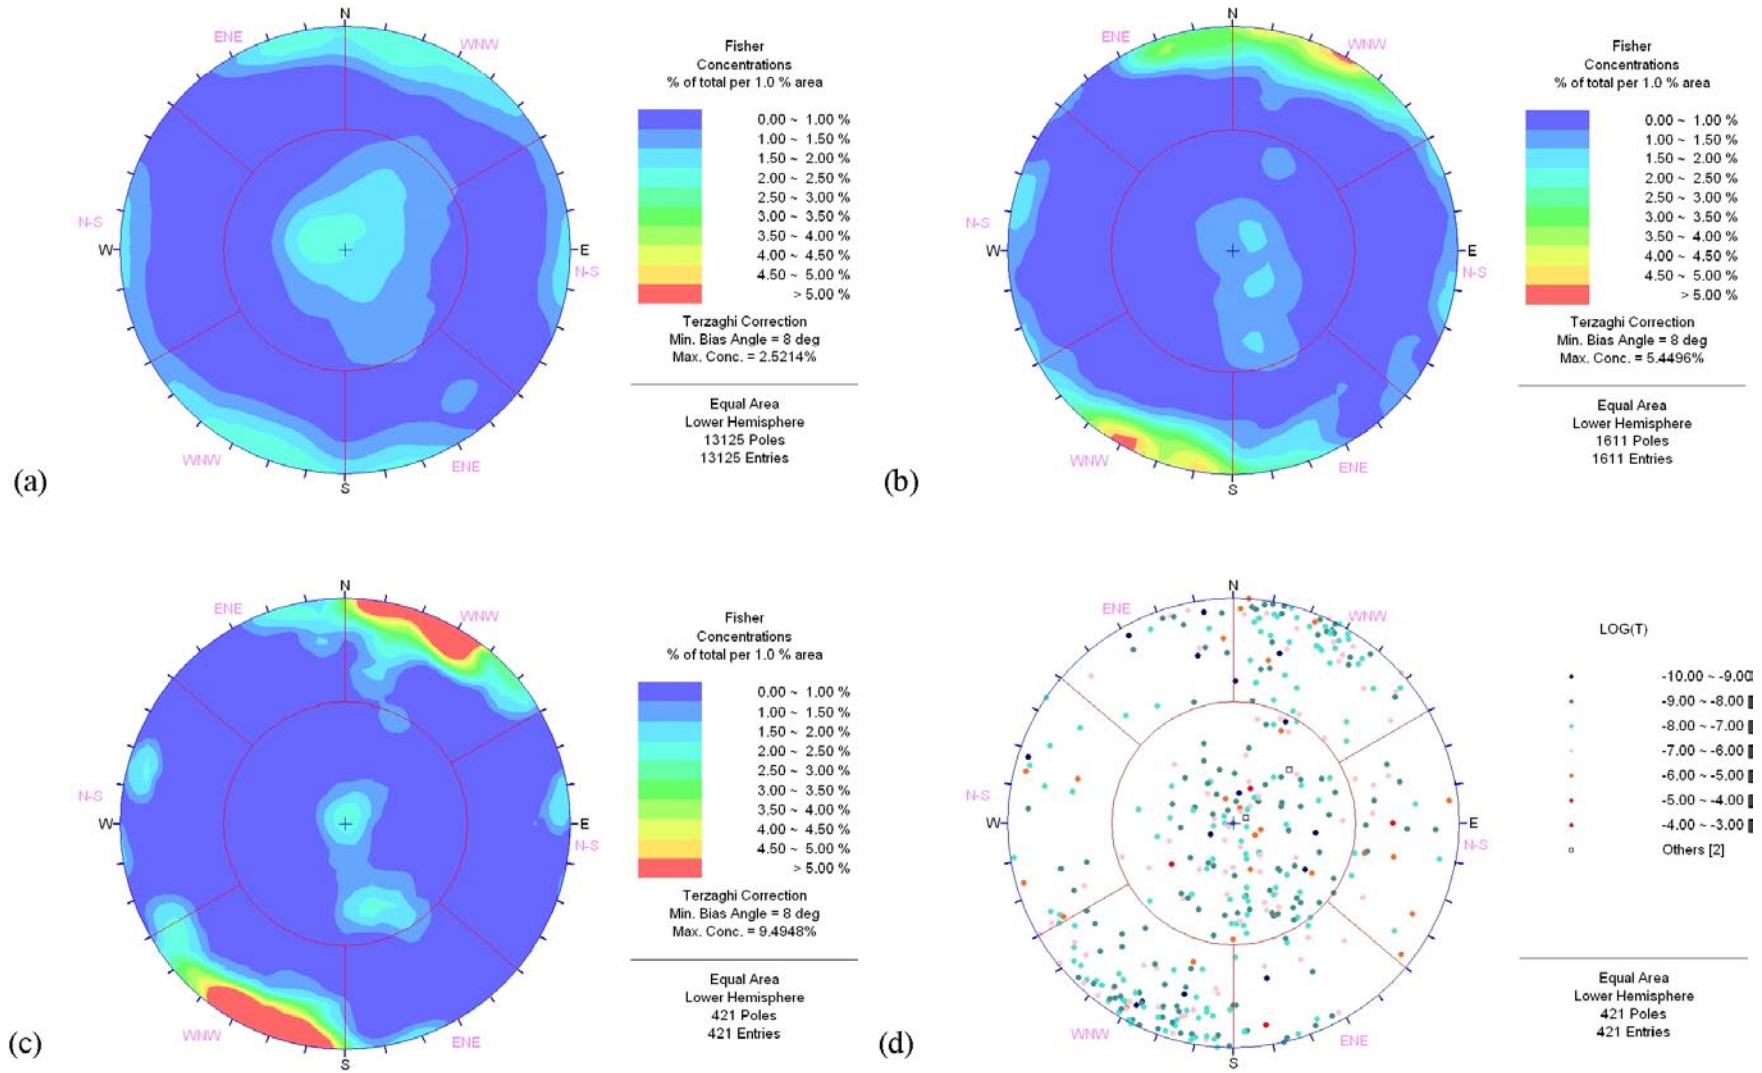 N
ENE
WNW
N-S
W
E
N-S
WNW
ENE
S
(a)
Fisher
Concentrations
% of total per 1.0 % area
0.00 ~ 1.00 %
1.00 ~ 1.50 %
1.50 ~ 2.00 %
2.00 ~ 2.50 %
2.50 ~ 3.00 %
3.00 ~ 3.50 %
3.50 ~ 4.00 %
4.00 ~ 4.50 %
4.50 ~ 5.00 %
> 5.00 %
Terzaghi Correction
Min. Bias Angle = 8 deg
Max. Conc. = 2.5214%
Equal Area
Lower Hemisphere
13125 Poles
13125 Entries
N
ENE
WNW
N-S
W
E
N-S
WNW
ENE
S
(b)
Fisher
Concentrations
% of total per 1.0 % area
0.00 ~ 1.00 %
1.00 ~ 1.50 %
1.50 ~ 2.00 %
2.00 ~ 2.50 %
2.50 ~ 3.00 %
3.00 ~ 3.50 %
3.50 ~ 4.00 %
4.00 ~ 4.50 %
4.50 ~ 5.00 %
> 5.00 %
Terzaghi Correction
Min. Bias Angle = 8 deg
Max. Conc. = 5.4496%
Equal Area
Lower Hemisphere
1611 Poles
1611 Entries
N
ENE
WNW
N-S
W
E
N-S
WNW
ENE
S
(c)
Fisher
Concentrations
% of total per 1.0 % area
0.00 ~ 1.00 %
1.00 ~ 1.50 %
1.50 ~ 2.00 %
2.00 ~ 2.50 %
2.50 ~ 3.00 %
3.00 ~ 3.50 %
3.50 ~ 4.00 %
4.00 ~ 4.50 %
4.50 ~ 5.00 %
> 5.00 %
Terzaghi Correction
Min. Bias Angle = 8 deg
Max. Conc. = 9.4948%
Equal Area
Lower Hemisphere
421 Poles
421 Entries
N
ENE
WNW
N-S
W
E
N-S
WNW
ENE
S
(d)
LOG(T)
-10.00 ~ -9.00
-9.00 ~ -8.00
-8.00 ~ -7.00
-7.00 ~ -6.00
-6.00 ~ -5.00
-5.00 ~ -4.00
-4.00 ~ -3.00
Others [2]
Equal Area
Lower Hemisphere
421 Poles
421 Entries